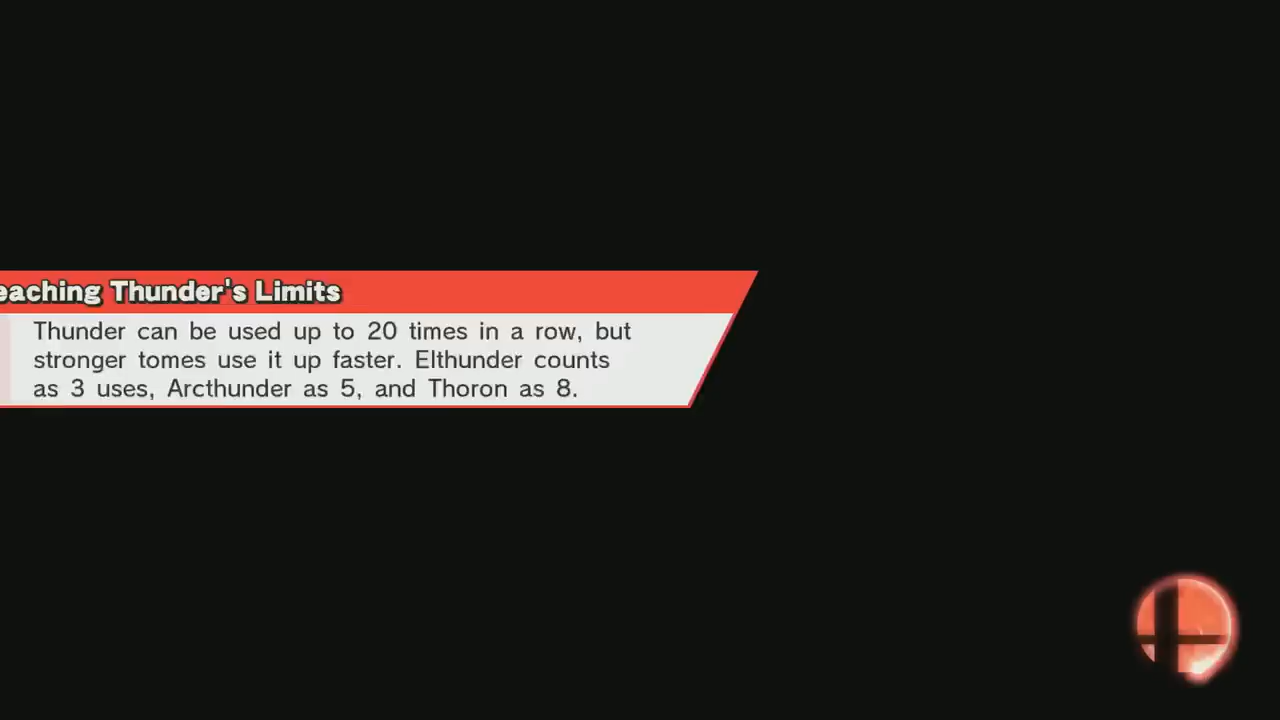 eaching Thunder's Limits
Thunder can be used up to 20 times in a row, but
stronger tomes use it up faster. Elthunder counts
as 3 uses, Arcthunder as 5, and Thoron as 8.